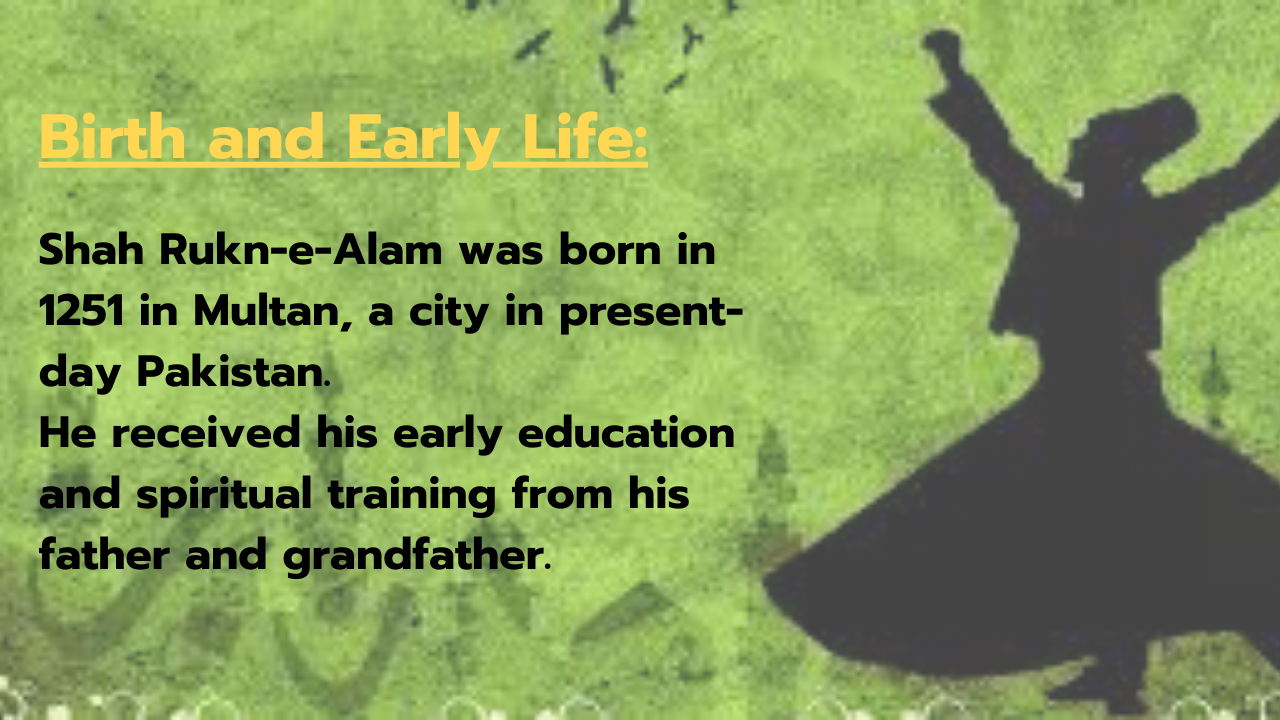 Birth and Early Life:
Shah Rukn-e-Alam was born in
1251 in Multan, a city in present-
day Pakistan.
He received his early education
and spiritual training from his
father and grandfather.